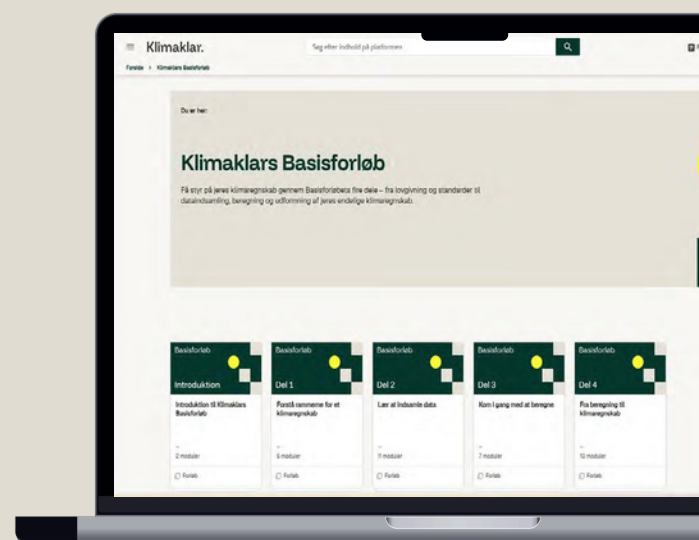 Klimaklar.
Søg efter indhold på platformen
Forside > Klimaklars Basisforløb
Du er her:
Klimaklars Basisforløb
Få styr på jeres klimaregnskab gennem Basisforløbets fire dele – fra lovgivning og standarder til
dataindsamling, beregning og udformning af jeres endelige klimaregnskab.
Basisforløb
Introduktion
Introduktion til Klimaklars
Basisforløb
2 moduler
Forløb
Basisforløb
Del 1
Forstå rammerne for et
klimaregnskab
5 moduler
Forløb
Basisforløb
Del 2
Lær at indsamle data
11 moduler
Forløb
Basisforløb
Del 3
Kom i gang med at beregne
7 moduler
Forløb
Basisforløb
Del 4
Fra beregning til
klimaregnskab
Forløb